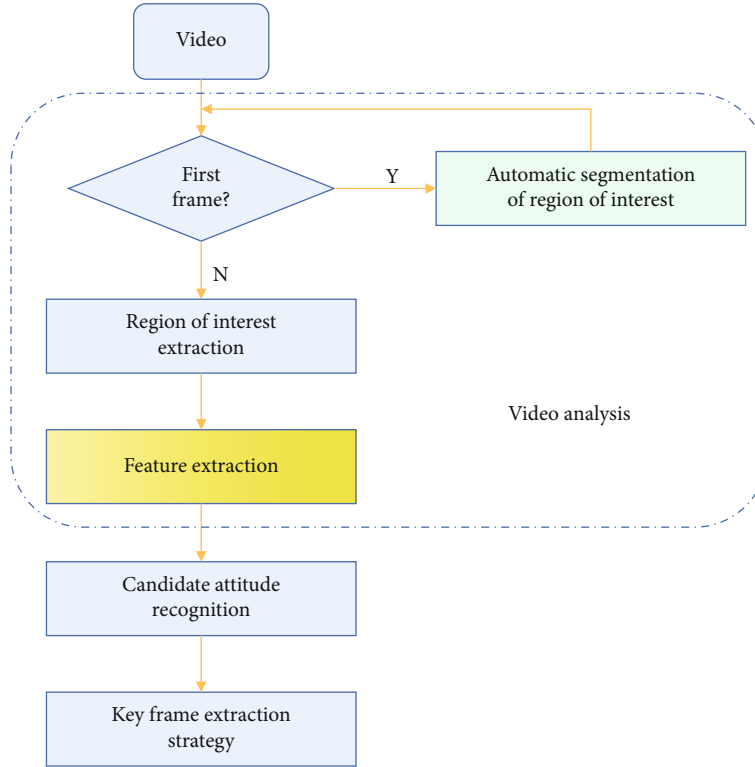 Video
First
frame?
Y
Automatic segmentation
of region of interest
N
Region of interest
extraction
Video analysis
Feature extraction
Candidate attitude
recognition
Key frame extraction
strategy